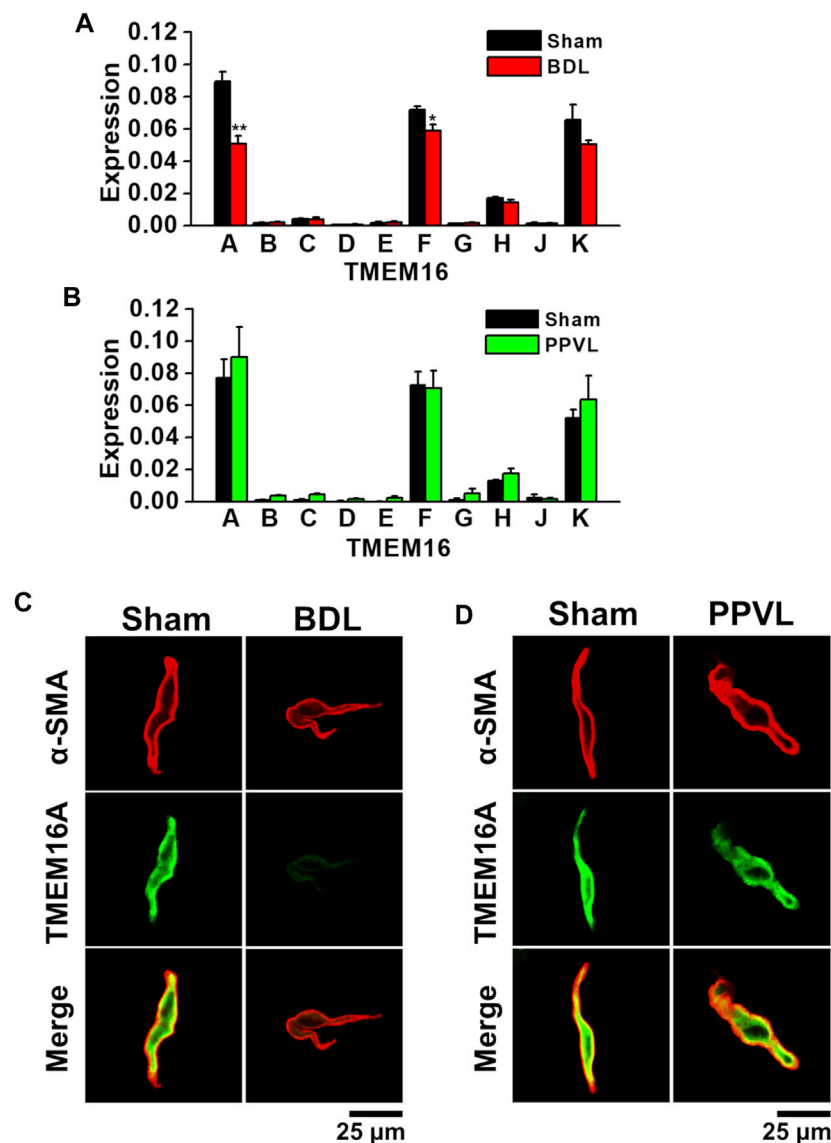 A
Sham
BDL
0.12
0.10
0.08
0.06
0.04
0.02
0.00
Expression
**
*
A B C D E F G H J K
TMEM16
B
Sham
PPVL
0.12
0.10
0.08
0.06
0.04
0.02
0.00
Expression
A B C D E F G H J K
TMEM16
C
Sham BDL
α-SMA
TMEM16A
Merge
25 µm
D
Sham PPVL
α-SMA
TMEM16A
Merge
25 µm